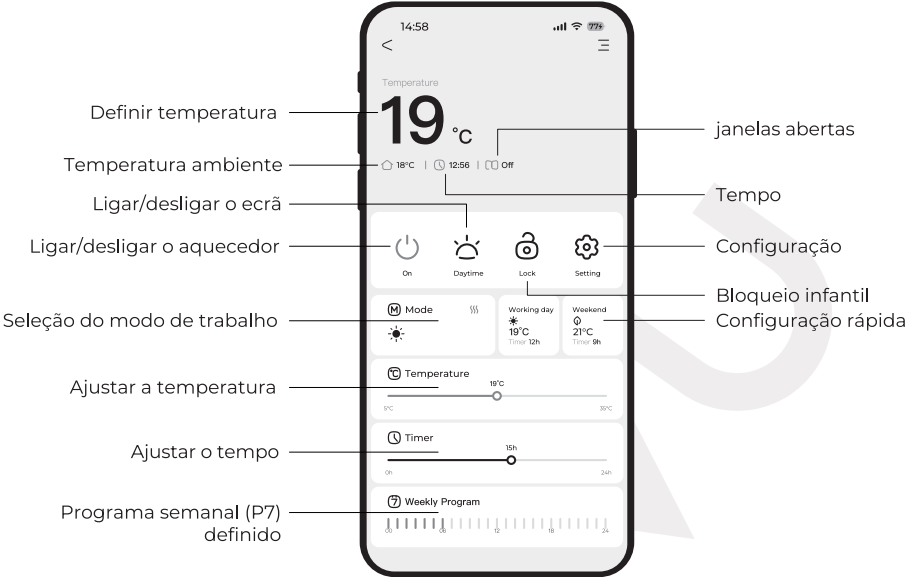 14:58
77
Temperature
19 °C
18°C | 12:56 | Off
Definir temperatura
Temperatura ambiente
Ligar/desligar o ecrã
Ligar/desligar o aquecedor
Seleção do modo de trabalho
Ajustar a temperatura
Ajustar o tempo
Programa semanal (P7)
definido
janelas abertas
Tempo
Configuração
Bloqueio infantil
Configuração rápida
On
Daytime
Lock
Setting
M Mode
Working day
19°C
Timer 12h
Weekend
21°C
Timer 9h
°C Temperature
19°C
5°C
35°C
Timer
15h
0h
24h
7 Weekly Program
00
06
12
18
24